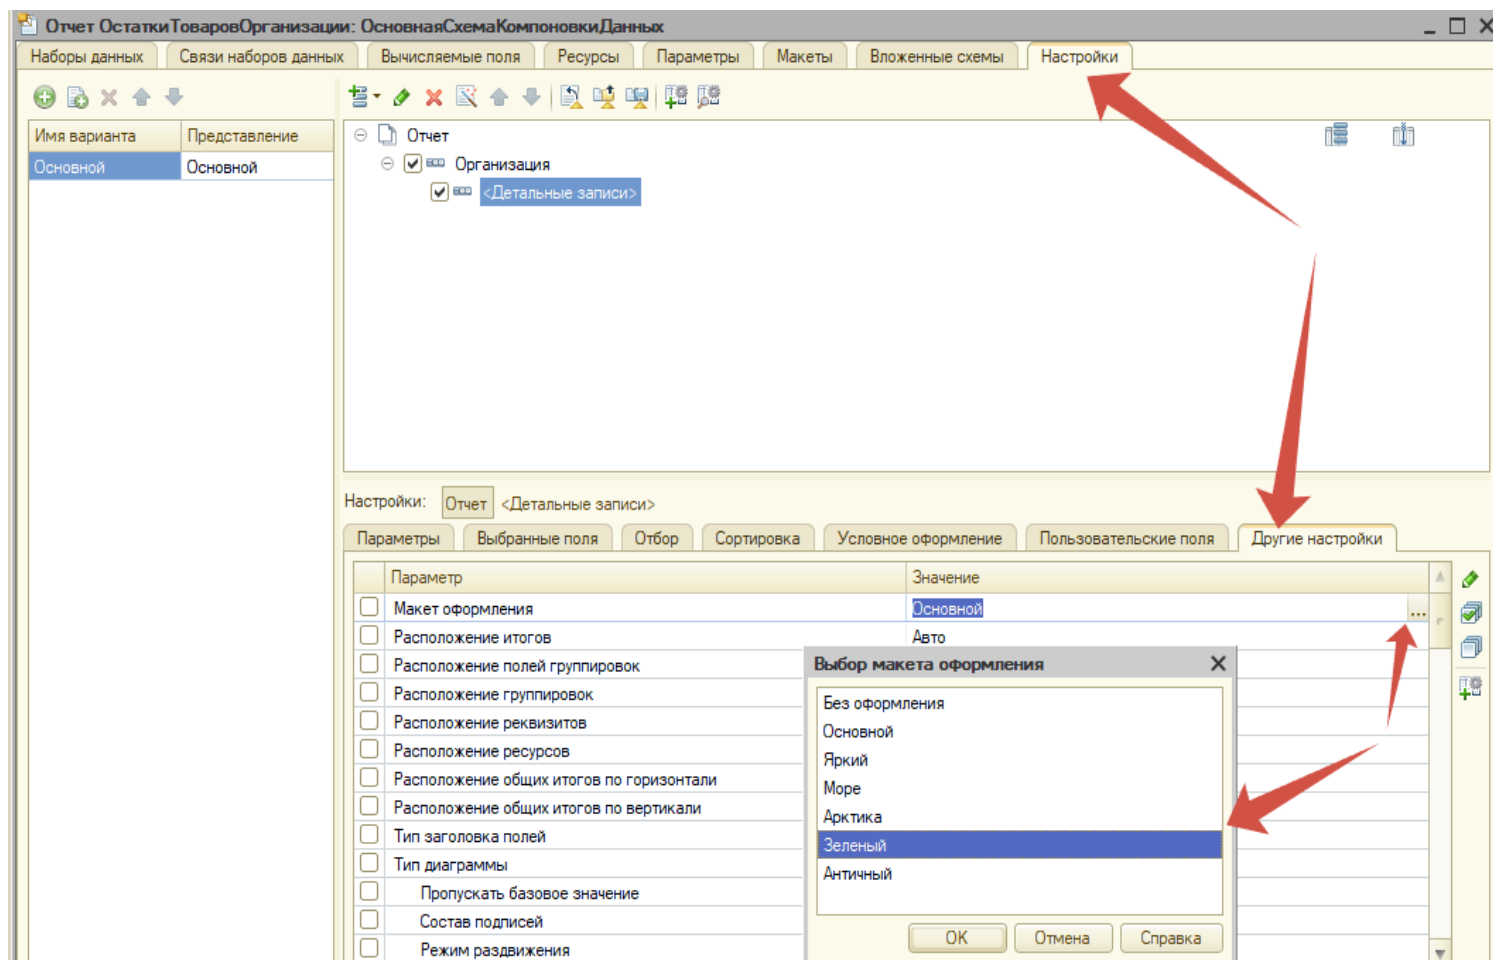 Отчет ОстаткиТоваровОрганизации: ОсновнаяСхемаКомпоновкиДанных
Наборы данных Связи наборов данных Вычисляемые поля Ресурсы Параметры Макеты Вложенные схемы Настройки
Имя варианта Представление
Основной Основной
Отчет
Организация
<Детальные записи>
Настройки: Отчет <Детальные записи>
Параметры Выбранные поля Отбор Сортировка Условное оформление Пользовательские поля Другие настройки
Параметр Значение
Макет оформления Основной ...
Расположение итогов Авто
Расположение полей группировок
Расположение группировок
Расположение реквизитов
Расположение ресурсов
Расположение общих итогов по горизонтали
Расположение общих итогов по вертикали
Тип заголовка полей
Тип диаграммы
Пропускать базовое значение
Состав подписей
Режим раздвижения
Выбор макета оформления
Без оформления
Основной
Яркий
Море
Арктика
Зеленый
Античный
OK Отмена Справка